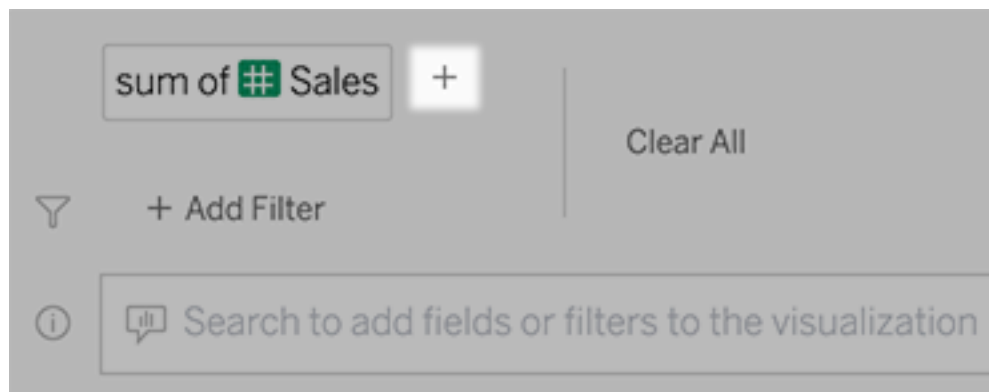 sum of # Sales +
Clear All
+ Add Filter
Search to add fields or filters to the visualization